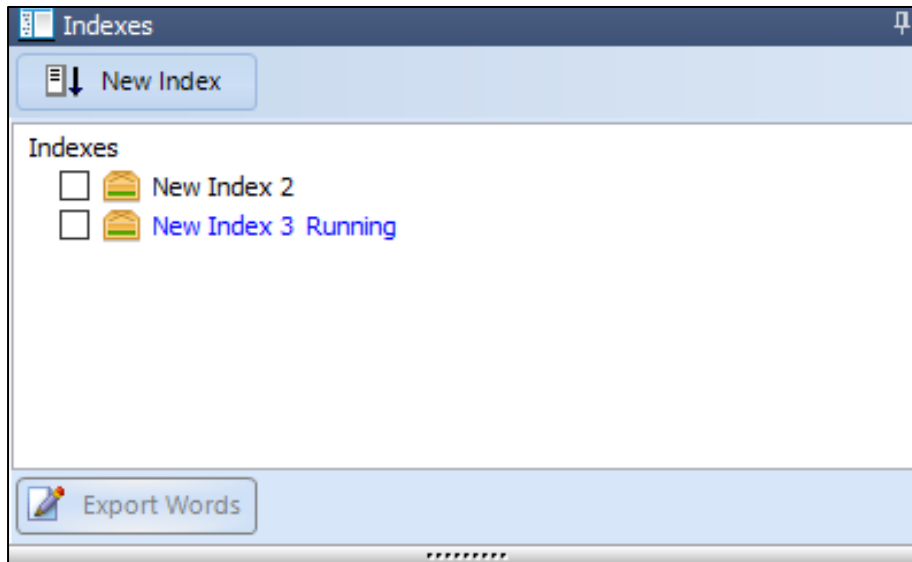 Indexes
New Index
Indexes
New Index 2
New Index 3 Running
Export Words